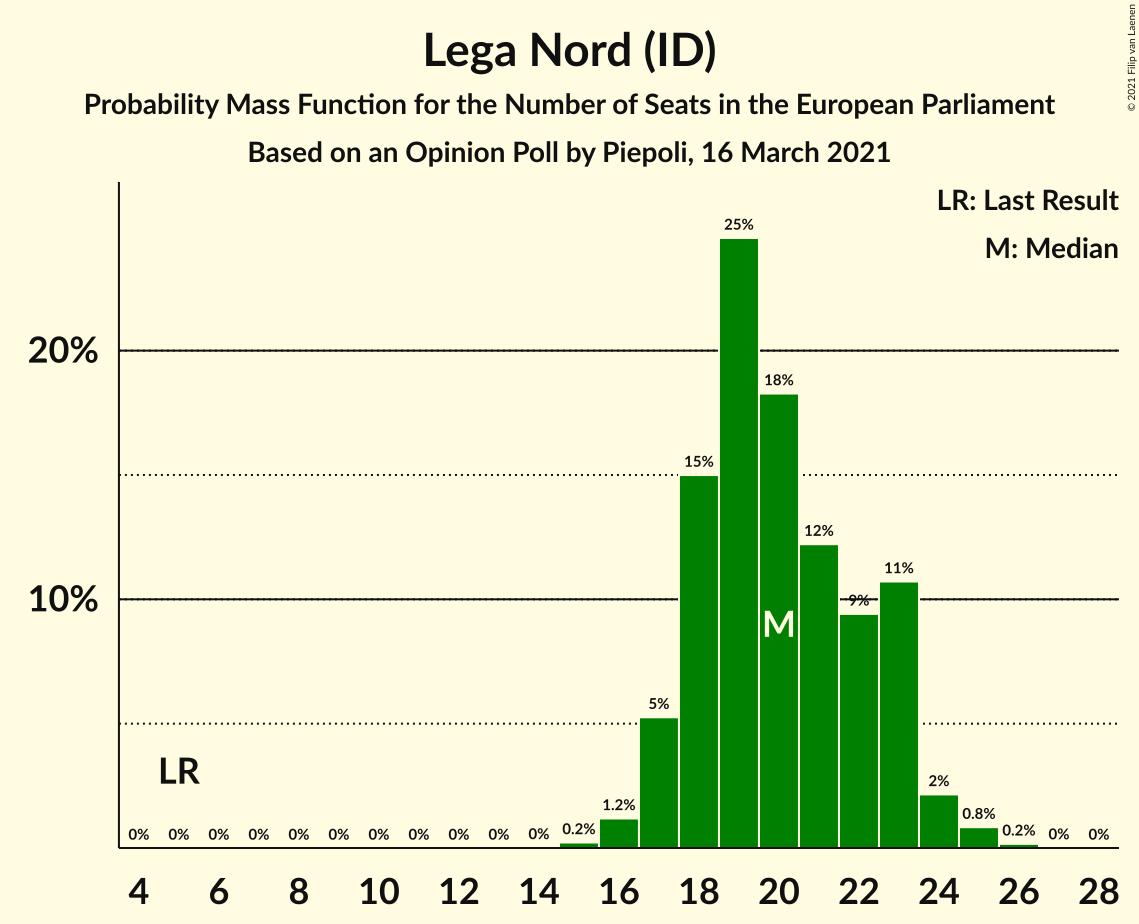 Lega Nord (ID)
Probability Mass Function for the Number of Seats in the European Parliament
Based on an Opinion Poll by Piepoli, 16 March 2021
© 2021 Filip van Laenen
LR: Last Result
M: Median
25%
20%
18%
15%
12%
11%
10%
9%
M
5%
LR
2%
1.2%
0.8%
0% 0% 0% 0% 0% 0% 0% 0% 0% 0% 0% 0.2% 0.2% 0% 0%
4 6 8 10 12 14 16 18 20 22 24 26 28